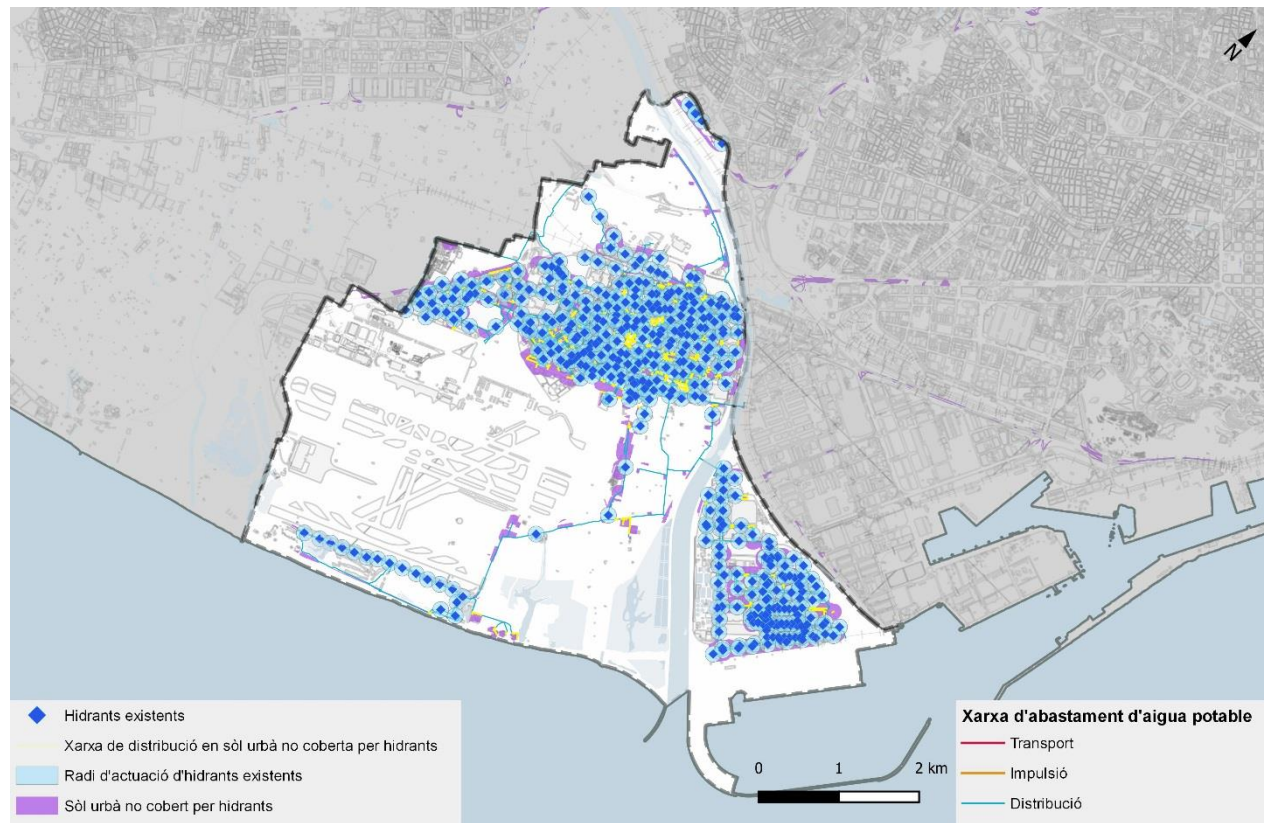 N
Hidrants existents
Xarxa de distribució en sòl urbà no coberta per hidrants
Radi d'actuació d'hidrants existents
Sòl urbà no cobert per hidrants
0 1 2 km
Xarxa d'abastament d'aigua potable
Transport
Impulsió
Distribució